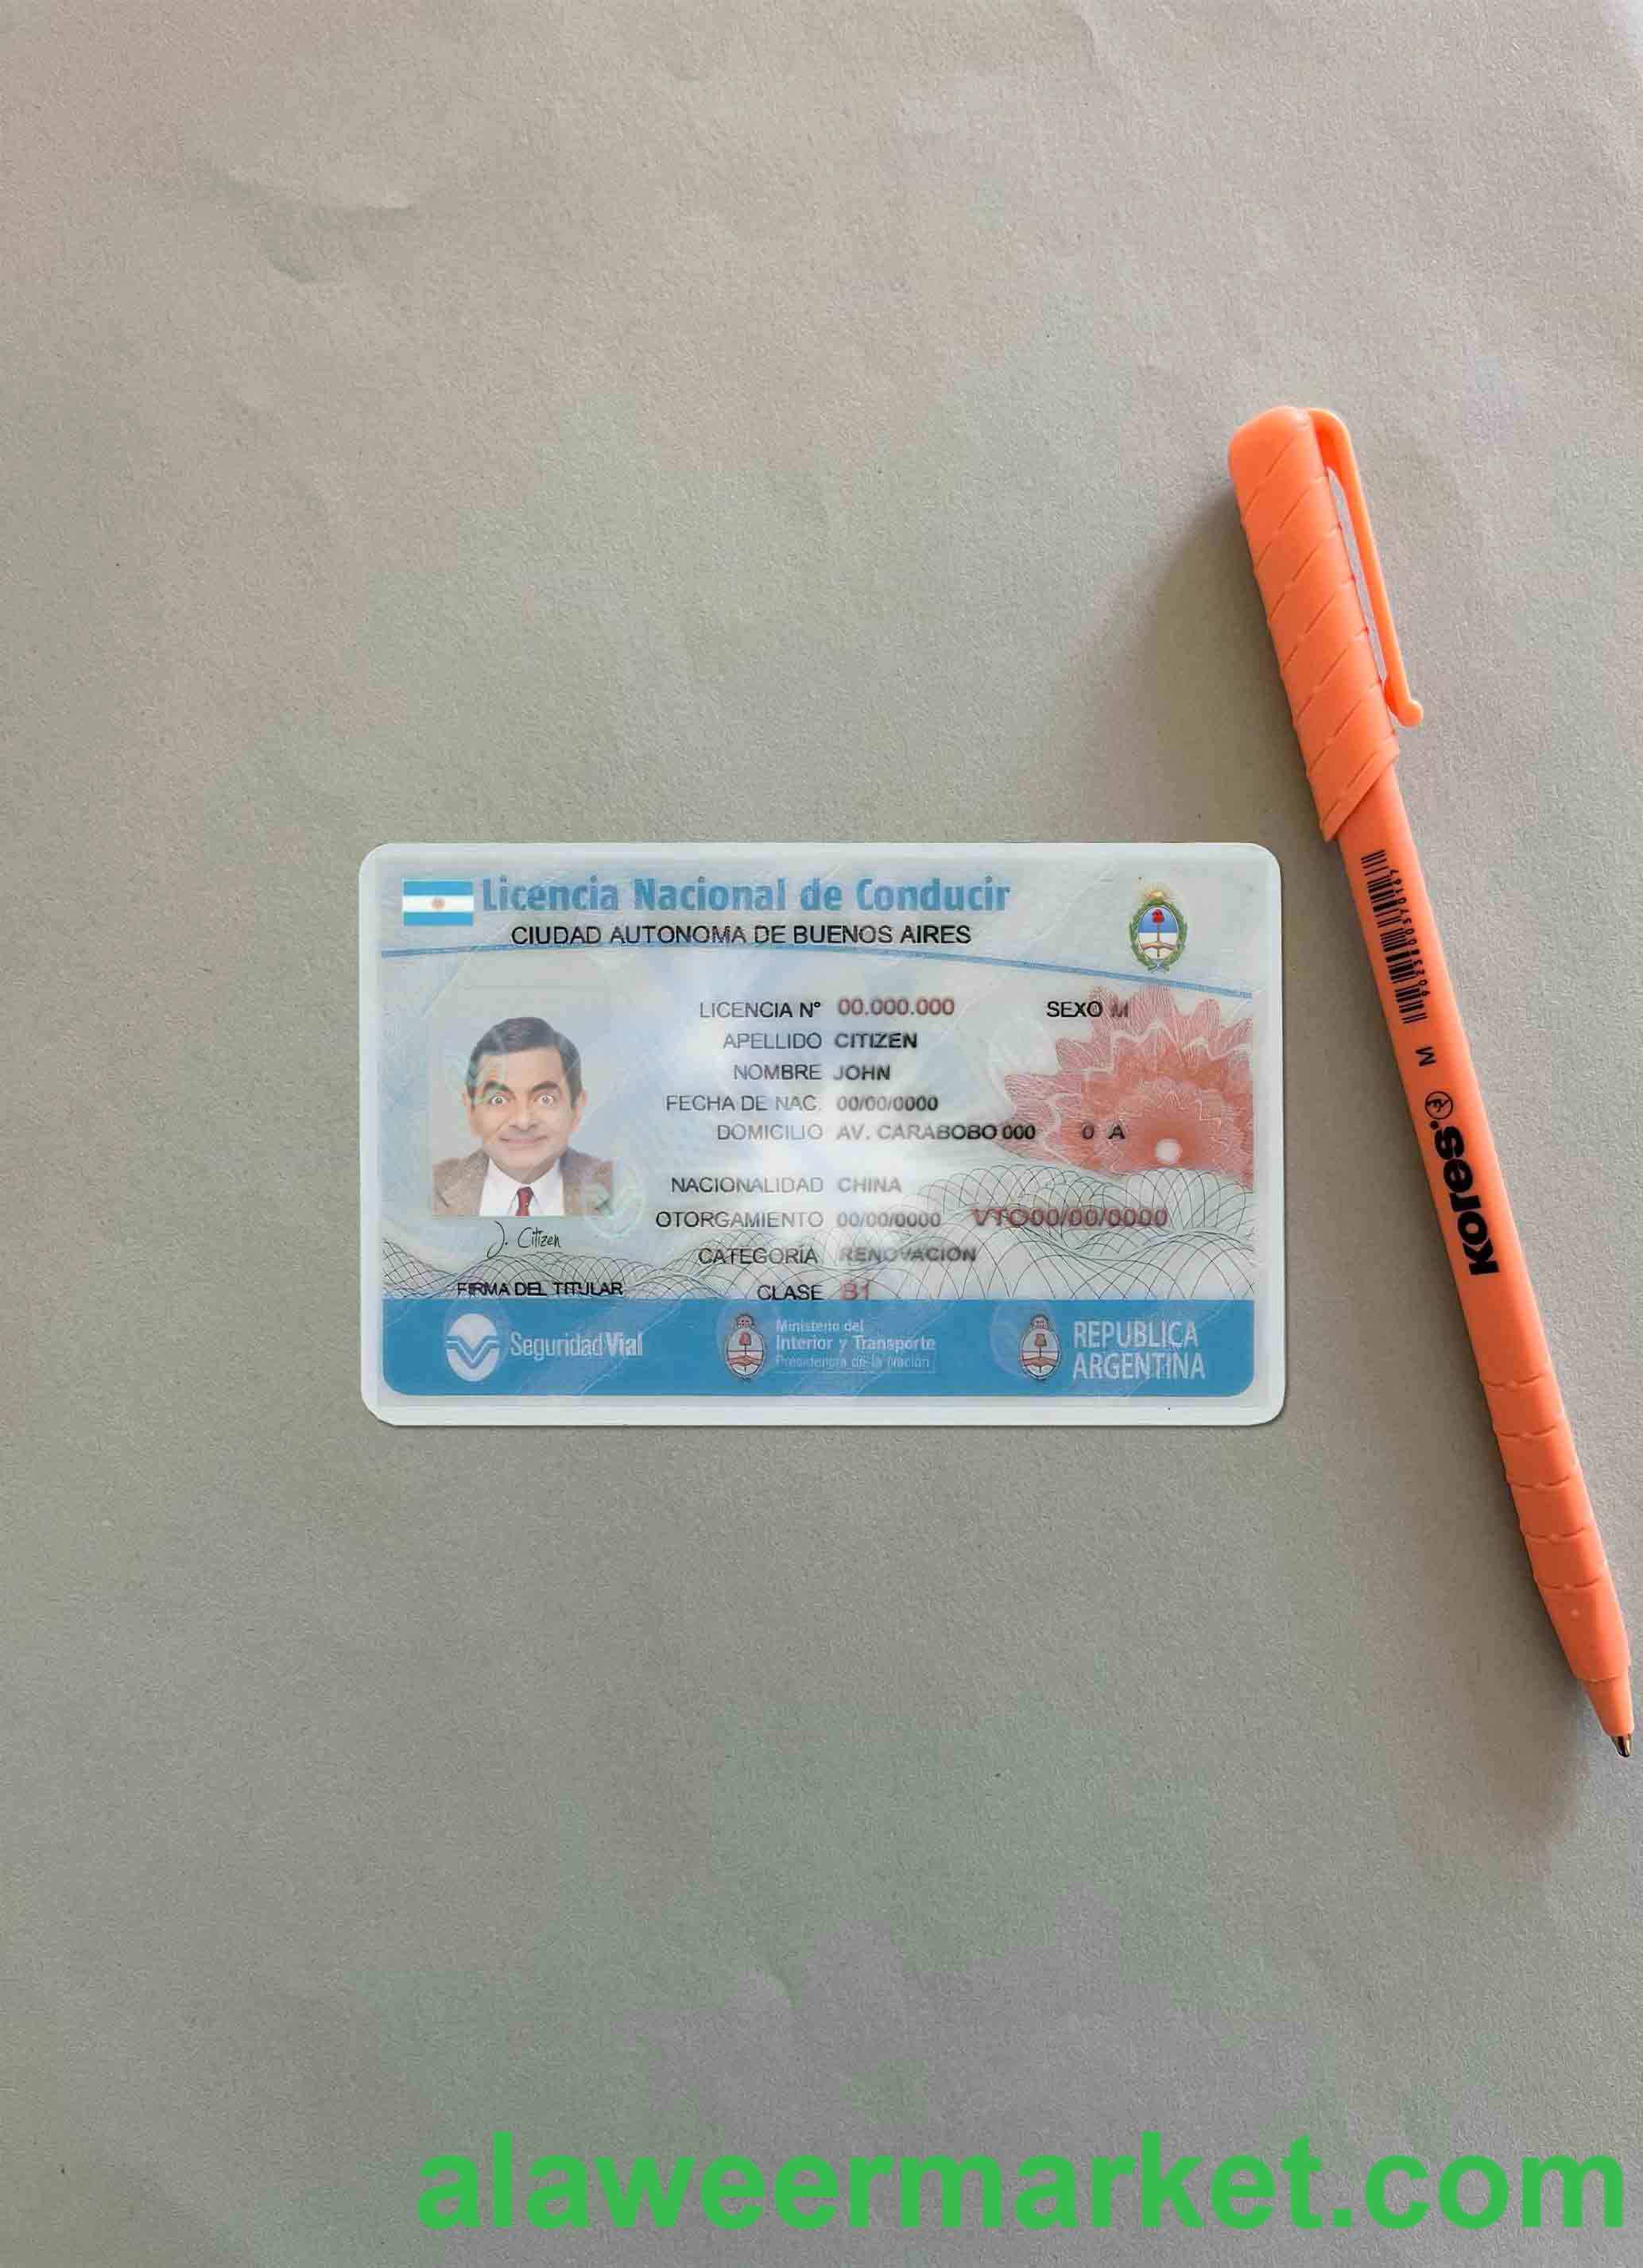 Licencia Nacional de Conducir
CIUDAD AUTONOMA DE BUENOS AIRES
LICENCIA Nº 00.000.000 SEXO M
APELLIDO CITIZEN
NOMBRE JOHN
FECHA DE NAC. 00/00/0000
DOMICILIO AV. CARABOBO 000 0 A
NACIONALIDAD CHINA
OTORGAMIENTO 00/00/0000 VTO00/00/0000
J. Citizen
CATEGORÍA RENOVACION
FIRMA DEL TITULAR
CLASE B1
Seguridad Vial
Ministerio del
Interior y Transporte
Presidencia de la Nación
REPUBLICA
ARGENTINA
M
Kores
alaweermarket.com